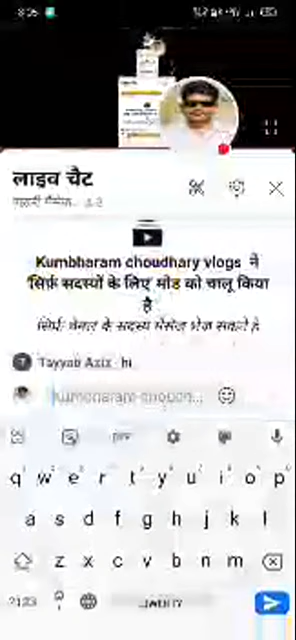 लाइव चैट
Kumbharam choudhary vlogs ने
सिर्फ़ सदस्यों के लिए मोड को चालू किया
है
सिर्फ़ चैनल के सदस्य मैसेज भेज सकते हैं
Tayyab Aziz hi
q w e r t y u i o p
a s d f g h j k l
z x c v b n m
?123